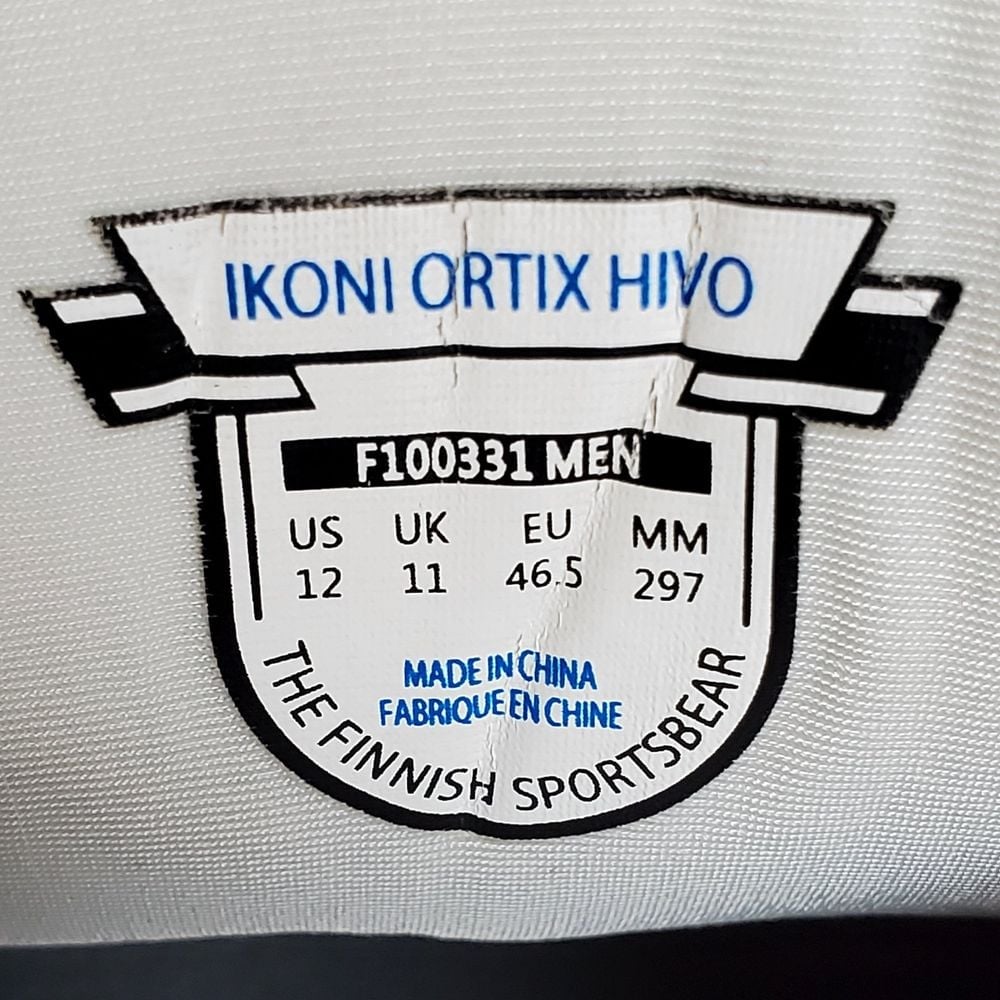 IKONI ORTIX HIVO
F100331 MEN
US UK EU MM
12 11 46.5 297
MADE IN CHINA
FABRIQUE EN CHINE
THE FINNISH SPORTSBEAR